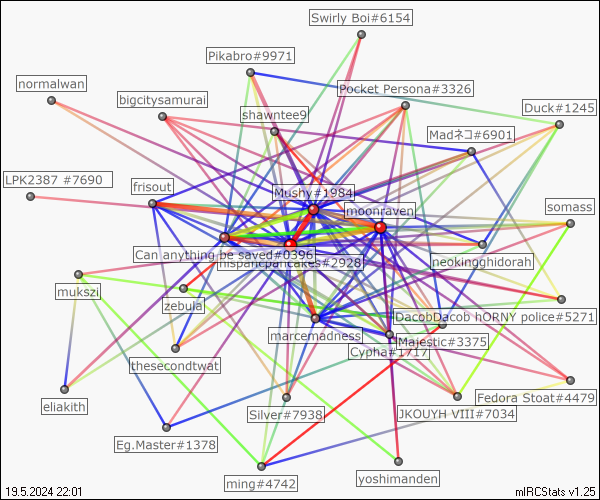 Swirly Boi#6154
Pikabro#9971
normalwan
Pocket Persona#3326
bigcitysamurai
Duck#1245
shawntee9
Madネコ#6901
LPK2387 #7690
frisout
Mushy#1984
moonraven
somass
Can anything be saved#0396
neokingghidorah
mukszi
zebula
DacobDacob hORNY police#5271
marcemadness
Majestic#3375
Cypha#1717
thesecondtwat
Fedora Stoat#4479
eliakith
Silver#7938
JKOUYH VIII#7034
Eg.Master#1378
ming#4742
yoshimanden
19.5.2024 22:01
mIRCStats v1.25